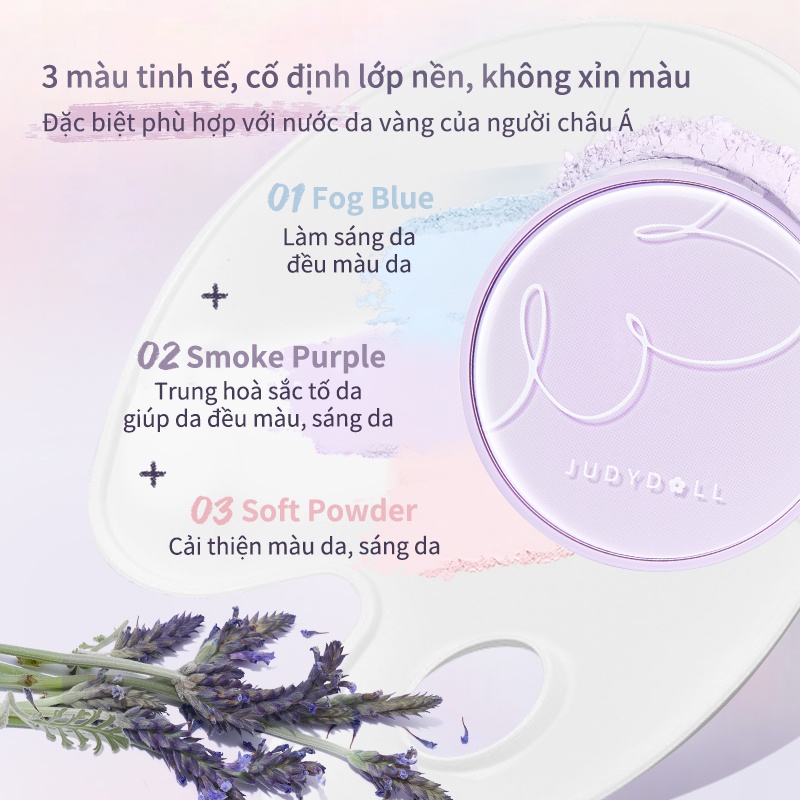 3 màu tinh tế, cố định lớp nền, không xỉn màu
Đặc biệt phù hợp với nước da vàng của người châu Á
01 Fog Blue
Làm sáng da
đều màu da
+
02 Smoke Purple
Trung hoà sắc tố da
giúp da đều màu, sáng da
+
03 Soft Powder
Cải thiện màu da, sáng da
JUDYDOLL